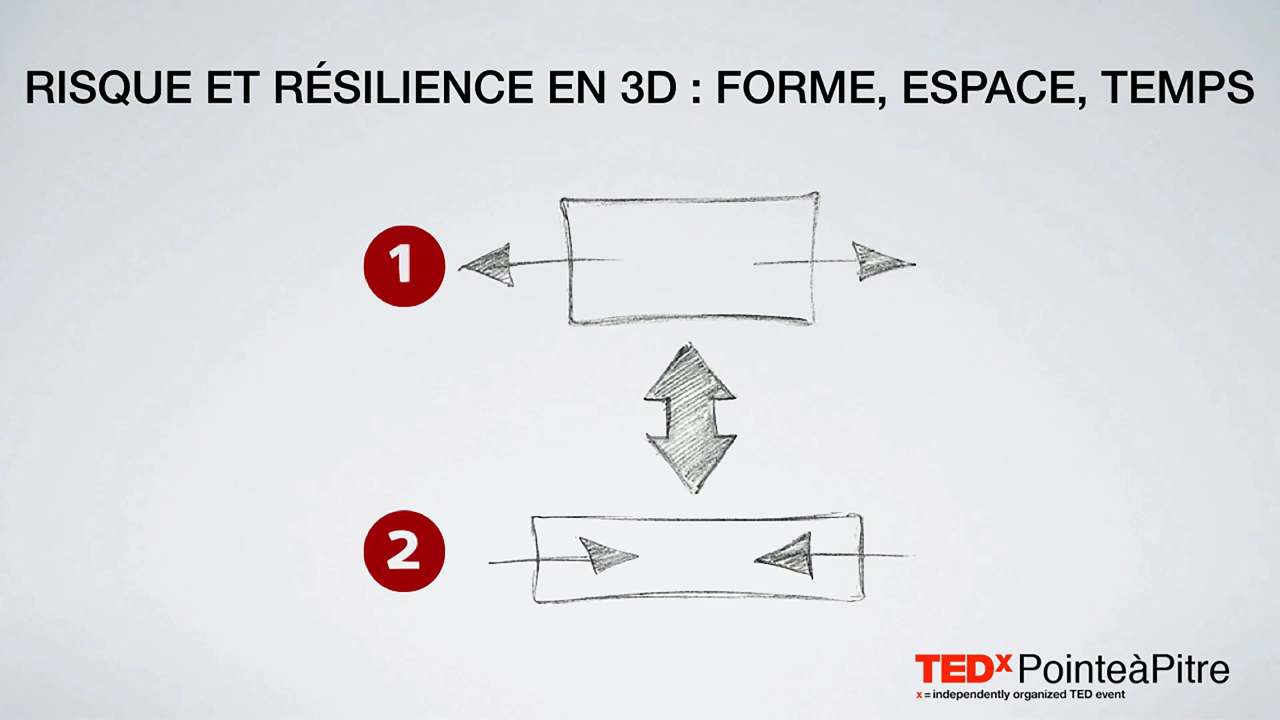 RISQUE ET RÉSILIENCE EN 3D : FORME, ESPACE, TEMPS
1
2
TEDx PointeàPitre
x = independently organized TED event